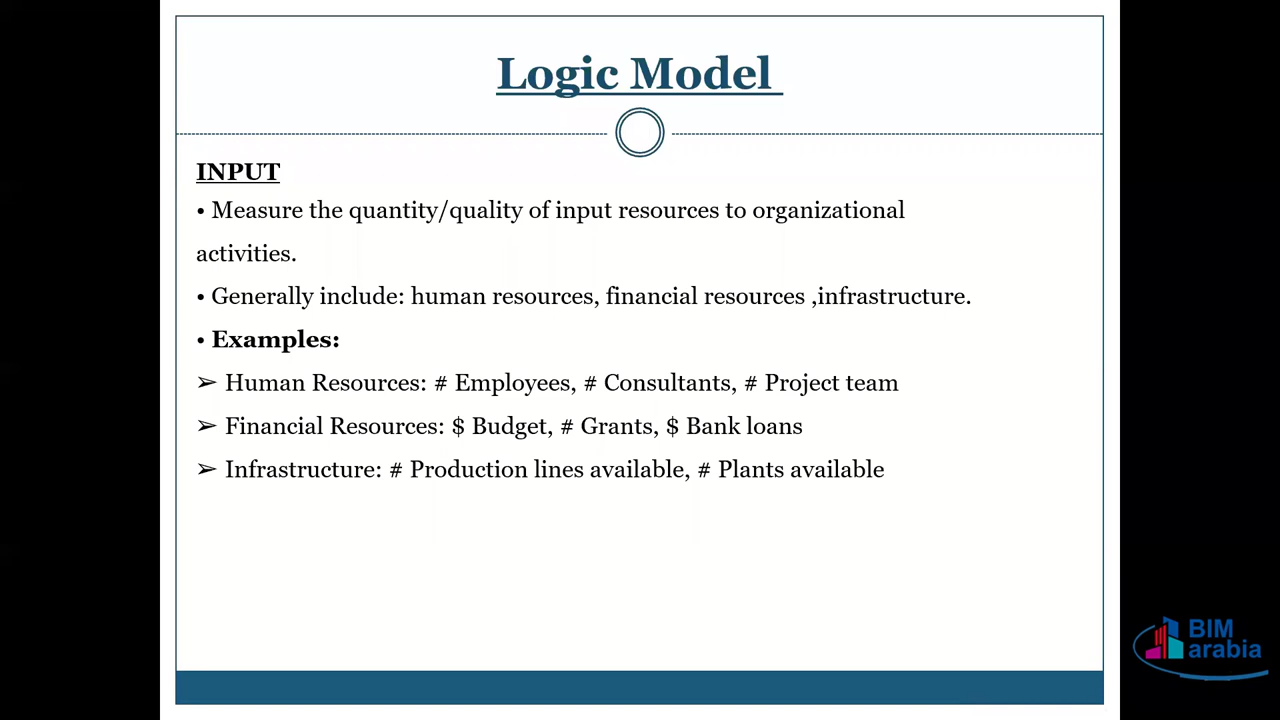 Logic Model
INPUT
• Measure the quantity/quality of input resources to organizational
activities.
• Generally include: human resources, financial resources ,infrastructure.
• Examples:
➢ Human Resources: # Employees, # Consultants, # Project team
➢ Financial Resources: $ Budget, # Grants, $ Bank loans
➢ Infrastructure: # Production lines available, # Plants available
BIM
arabia